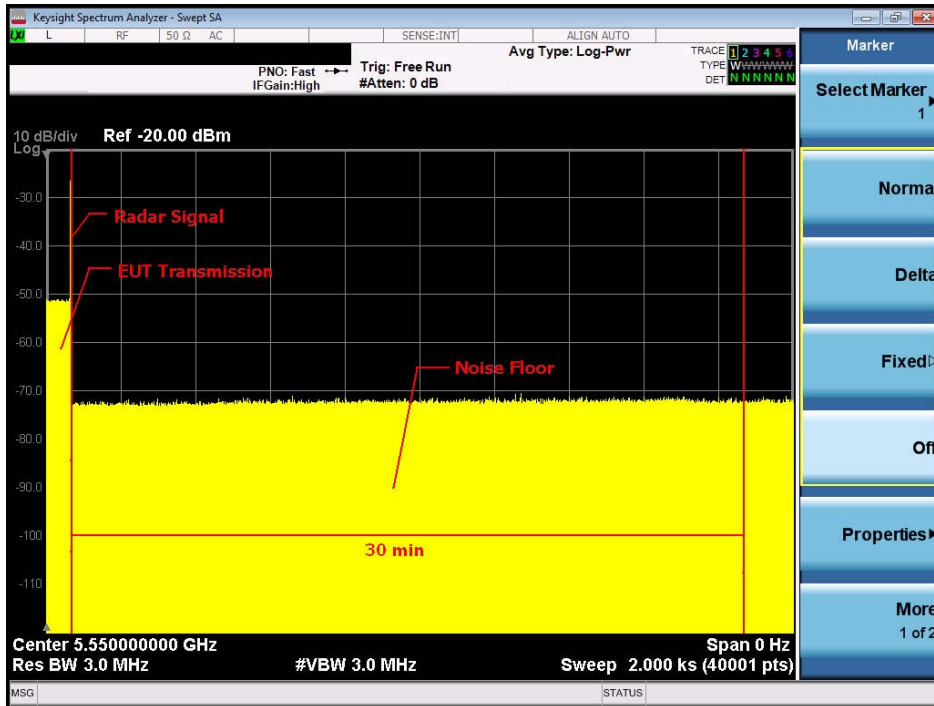 Keysight Spectrum Analyzer - Swept SA
LXI L RF 50 Ω AC SENSE:INT ALIGN AUTO
Avg Type: Log-Pwr
TRACE 1 2 3 4 5 6
TYPE WWWWWW
DET N N N N N N
PNO: Fast
IFGain:High
Trig: Free Run
#Atten: 0 dB
10 dB/div
Log
Ref -20.00 dBm
-30.0
-40.0
-50.0
-60.0
-70.0
-80.0
-90.0
-100
-110
Radar Signal
EUT Transmission
Noise Floor
30 min
Center 5.550000000 GHz
Span 0 Hz
Res BW 3.0 MHz
#VBW 3.0 MHz
Sweep 2.000 ks (40001 pts)
MSG
STATUS
Marker
Select Marker
1
Norma
Delta
Fixed
Off
Properties
More
1 of 2